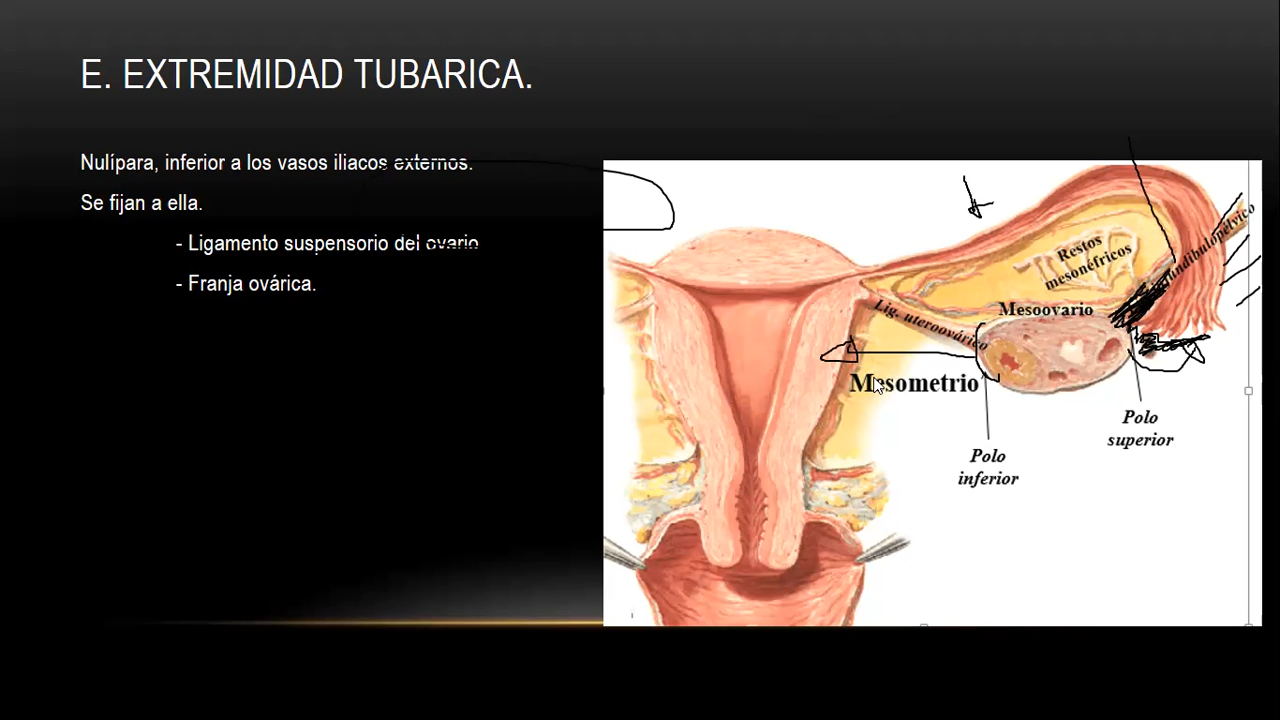 E. EXTREMIDAD TUBARICA.
Nulípara, inferior a los vasos iliacos externos.
Se fijan a ella.
- Ligamento suspensorio del ovario
- Franja ovárica.
Restos
mesonéfricos
Mesoovario
Lig. uteroovárico
Mesometrio
Polo
superior
Polo
inferior